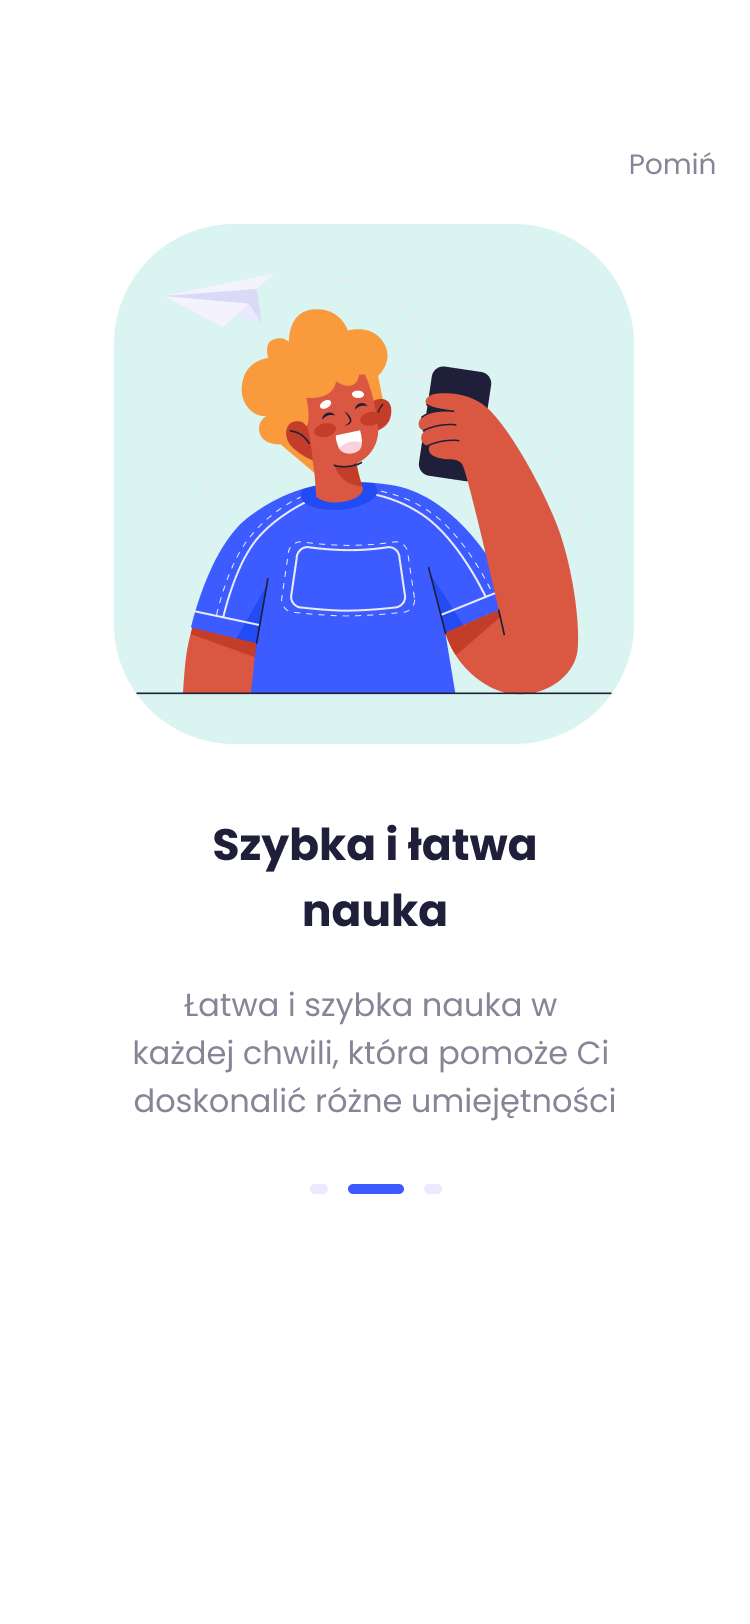 Pomiń
Szybka i łatwa
nauka
Łatwa i szybka nauka w
każdej chwili, która pomoże Ci
doskonalić różne umiejętności